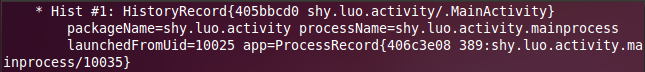 * Hist #1: HistoryRecord{405bbcd0 shy.luo.activity/.MainActivity}
packageName=shy.luo.activity processName=shy.luo.activity.mainprocess
launchedFromUid=10025 app=ProcessRecord{406c3e08 389:shy.luo.activity.ma
inprocess/10035}